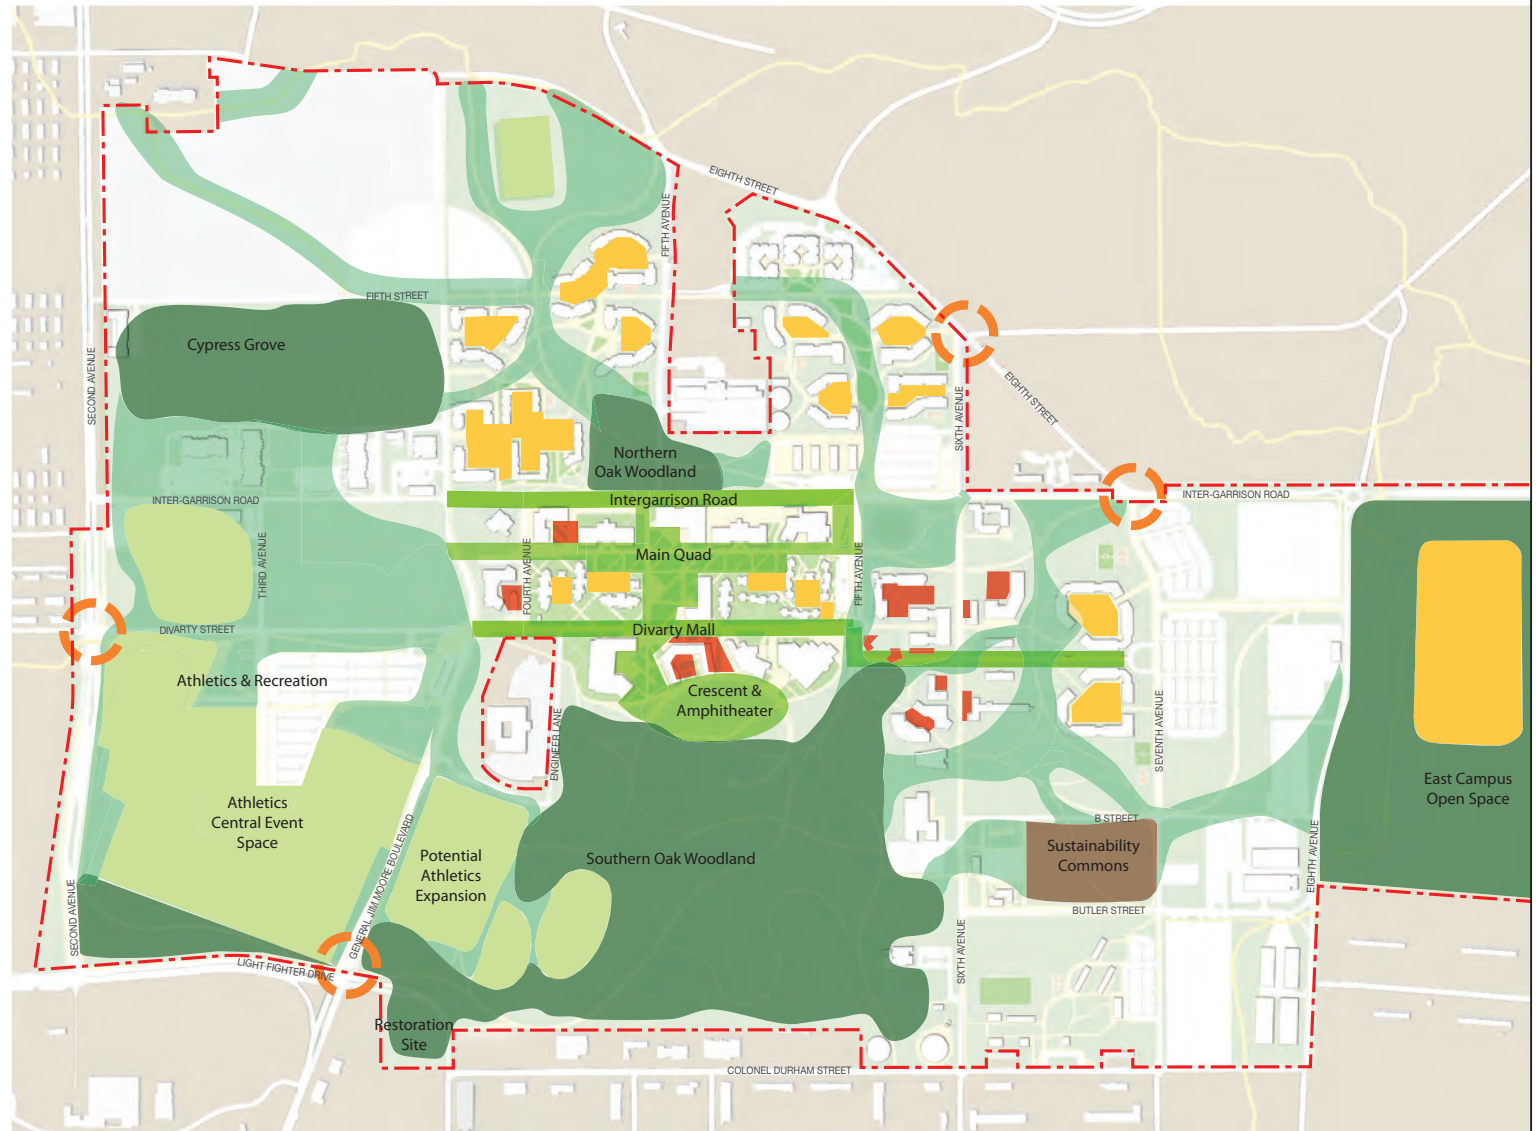 EIGHTH STREET
FIFTH AVENUE
FIFTH STREET
Cypress Grove
SECOND AVENUE
EIGHTH STREET
SIXTH AVENUE
Northern
Oak Woodland
INTER-GARRISON ROAD
Intergarrison Road
INTER-GARRISON ROAD
THIRD AVENUE
FOURTH AVENUE
Main Quad
FIFTH AVENUE
DIVARTY STREET
Divarty Mall
Athletics & Recreation
Crescent &
Amphitheater
ENGINEER LANE
SEVENTH AVENUE
East Campus
Open Space
Athletics
Central Event
Space
GENERAL JIM MOORE BOULEVARD
Potential
Athletics
Expansion
Southern Oak Woodland
B STREET
Sustainability
Commons
EIGHTH AVENUE
BUTLER STREET
SECOND AVENUE
SIXTH AVENUE
LIGHT FIGHTER DRIVE
Restoration
Site
COLONEL DURHAM STREET